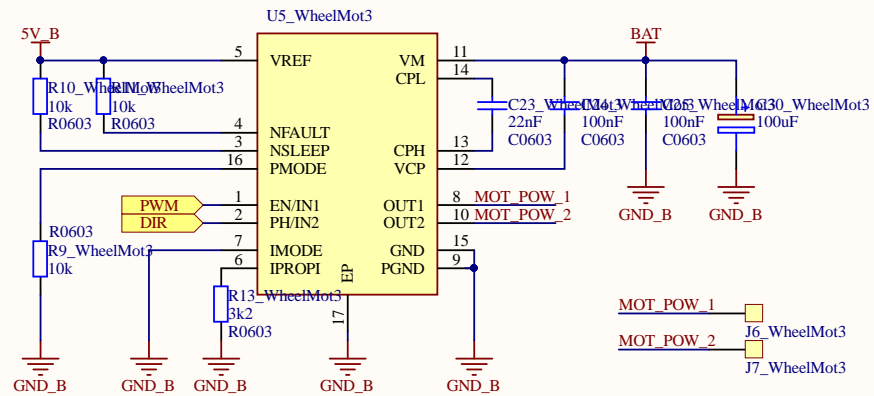 U5_WheelMot3
5V_B
BAT
5 VREF
VM 11
CPL 14
R10_WheelMot3
10k
R0603
R11_WheelMot3
10k
R0603
4 NFAULT
3 NSLEEP
16 PMODE
CPH 13
VCP 12
C23_WheelMot3
22nF
C0603
C24_WheelMot3
100nF
C0603
C25_WheelMot3
100nF
C0603
C30_WheelMot3
100uF
PWM 1 EN/IN1
DIR 2 PH/IN2
OUT1 8 MOT_POW_1
OUT2 10 MOT_POW_2
GND_B
GND_B
R0603
R9_WheelMot3
10k
7 IMODE
6 IPROPI
GND 15
PGND 9
EP
17
R13_WheelMot3
3k2
R0603
MOT_POW_1
J6_WheelMot3
MOT_POW_2
J7_WheelMot3
GND_B
GND_B
GND_B
GND_B
GND_B